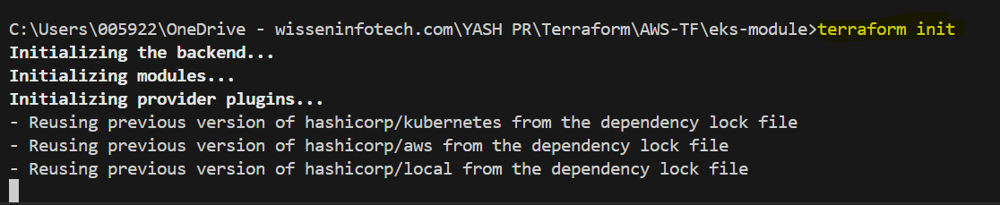 C:\Users\005922\OneDrive - wisseninfotech.com\YASH PR\Terraform\AWS-TF\eks-module>terraform init
Initializing the backend...
Initializing modules...
Initializing provider plugins...
- Reusing previous version of hashicorp/kubernetes from the dependency lock file
- Reusing previous version of hashicorp/aws from the dependency lock file
- Reusing previous version of hashicorp/local from the dependency lock file